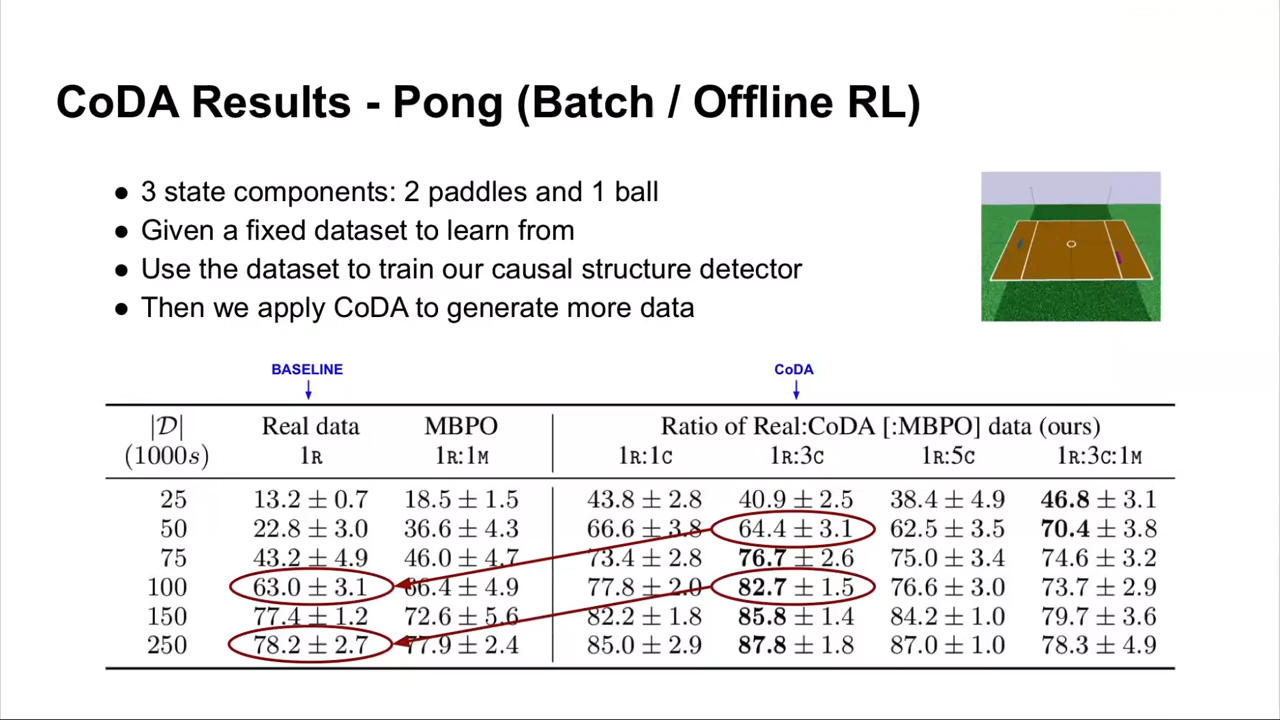 CoDA Results - Pong (Batch / Offline RL)
● 3 state components: 2 paddles and 1 ball
● Given a fixed dataset to learn from
● Use the dataset to train our causal structure detector
● Then we apply CoDA to generate more data
BASELINE CoDA
|𝒟| Real data MBPO Ratio of Real:CoDA [:MBPO] data (ours)
(1000s) 1R 1R:1M 1R:1C 1R:3C 1R:5C 1R:3C:1M
25 13.2 ± 0.7 18.5 ± 1.5 43.8 ± 2.8 40.9 ± 2.5 38.4 ± 4.9 46.8 ± 3.1
50 22.8 ± 3.0 36.6 ± 4.3 66.6 ± 3.8 64.4 ± 3.1 62.5 ± 3.5 70.4 ± 3.8
75 43.2 ± 4.9 46.0 ± 4.7 73.4 ± 2.8 76.7 ± 2.6 75.0 ± 3.4 74.6 ± 3.2
100 63.0 ± 3.1 66.4 ± 4.9 77.8 ± 2.0 82.7 ± 1.5 76.6 ± 3.0 73.7 ± 2.9
150 77.4 ± 1.2 72.6 ± 5.6 82.2 ± 1.8 85.8 ± 1.4 84.2 ± 1.0 79.7 ± 3.6
250 78.2 ± 2.7 77.9 ± 2.4 85.0 ± 2.9 87.8 ± 1.8 87.0 ± 1.0 78.3 ± 4.9